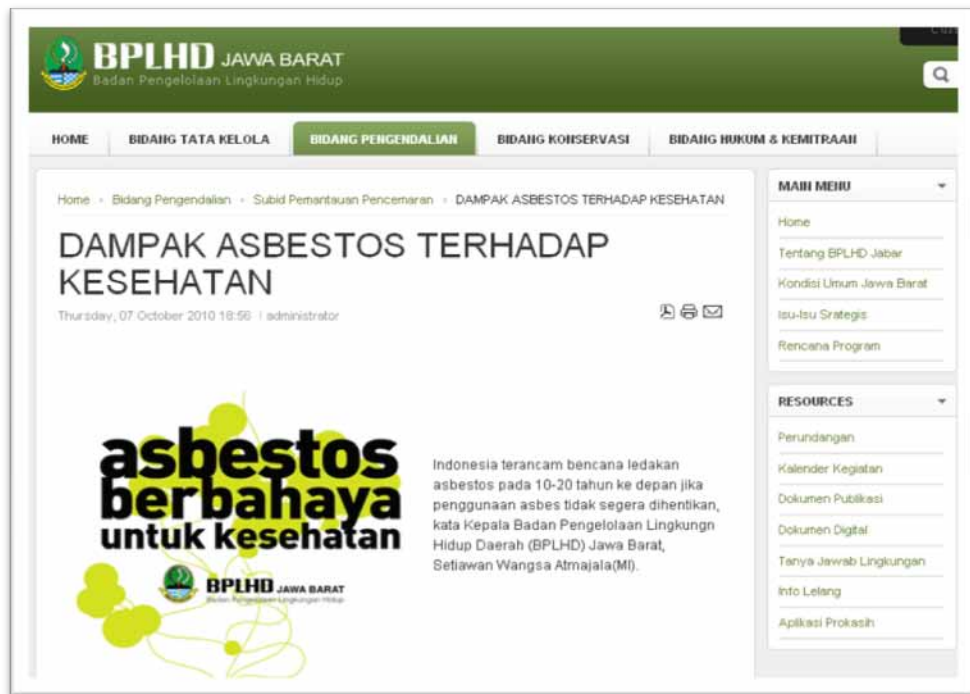 BPLHD JAWA BARAT
Badan Pengelolaan Lingkungan Hidup
HOME
BIDANG TATA KELOLA
BIDANG PENGENDALIAN
BIDANG KONSERVASI
BIDANG HUKUM & KEMITRAAN
Home
Bidang Pengendalian
Subid Pemantauan Pencemaran
DAMPAK ASBESTOS TERHADAP KESEHATAN
DAMPAK ASBESTOS TERHADAP
KESEHATAN
Thursday, 07 October 2010 18:56 | administrator
asbestos
berbahaya
untuk kesehatan
BPLHD JAWA BARAT
Badan Pengelolaan Lingkungan Hidup
Indonesia terancam bencana ledakan
asbestos pada 10-20 tahun ke depan jika
penggunaan asbes tidak segera dihentikan,
kata Kepala Badan Pengelolaan Lingkungn
Hidup Daerah (BPLHD) Jawa Barat,
Setiawan Wangsa Atmajala(MI).
MAIN MENU
Home
Tentang BPLHD Jabar
Kondisi Umum Jawa Barat
Isu-Isu Srategis
Rencana Program
RESOURCES
Perundangan
Kalender Kegiatan
Dokumen Publikasi
Dokumen Digital
Tanya Jawab Lingkungan
Info Lelang
Aplikasi Prokasih